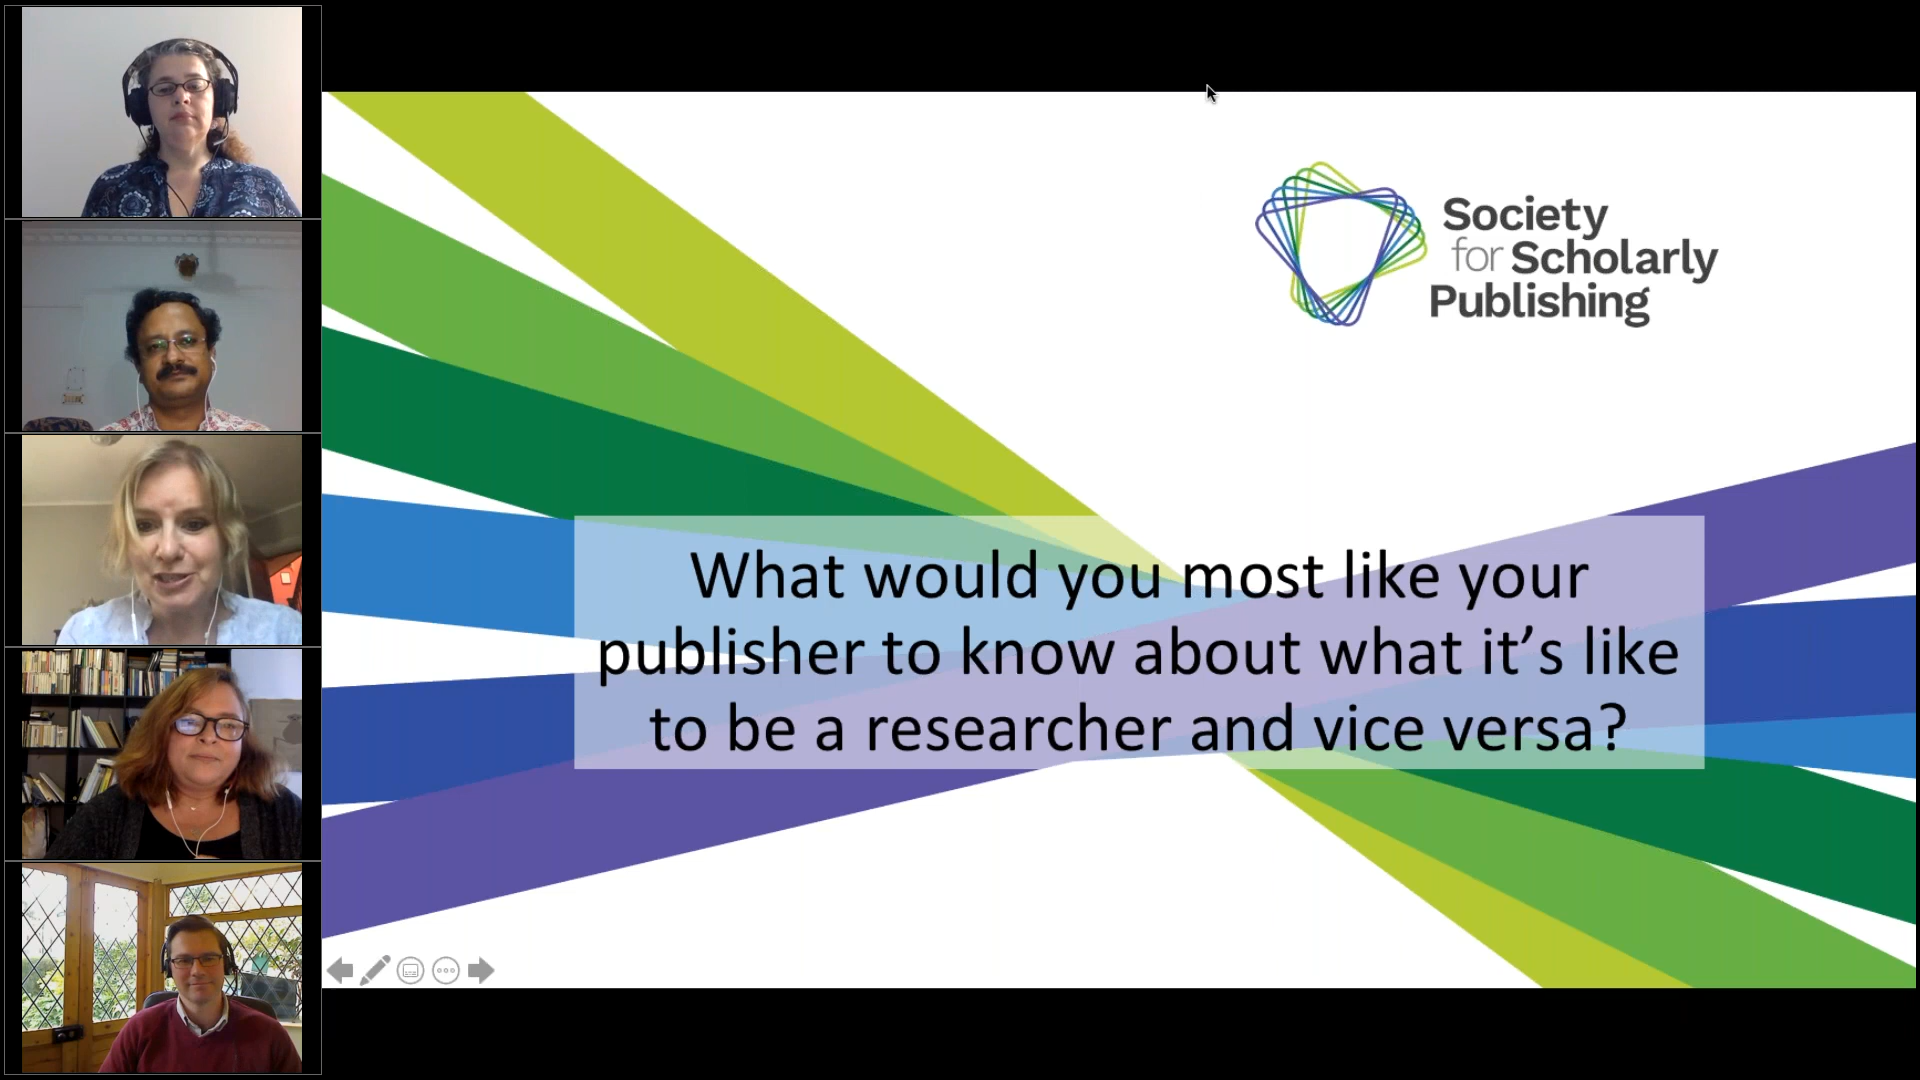 Society
for Scholarly
Publishing
What would you most like your
publisher to know about what it’s like
to be a researcher and vice versa?